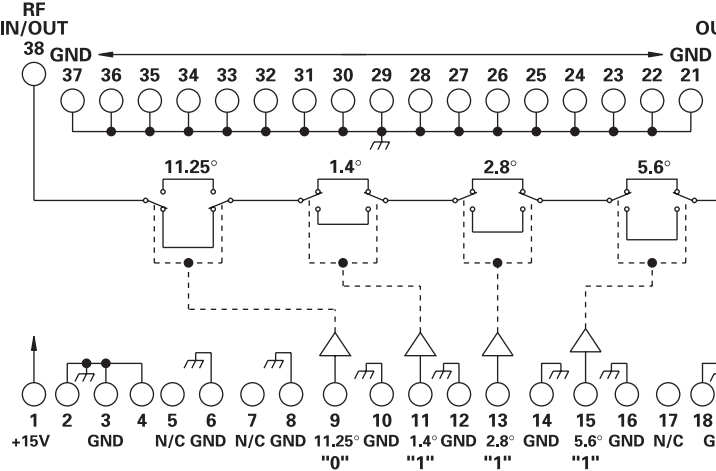 RF
IN/OUT
OU
38 GND GND
37 36 35 34 33 32 31 30 29 28 27 26 25 24 23 22 21
11.25° 1.4° 2.8° 5.6°
1 2 3 4 5 6 7 8 9 10 11 12 13 14 15 16 17 18
+15V GND N/C GND N/C GND 11.25° GND 1.4° GND 2.8° GND 5.6° GND N/C G
"0" "1" "1" "1"